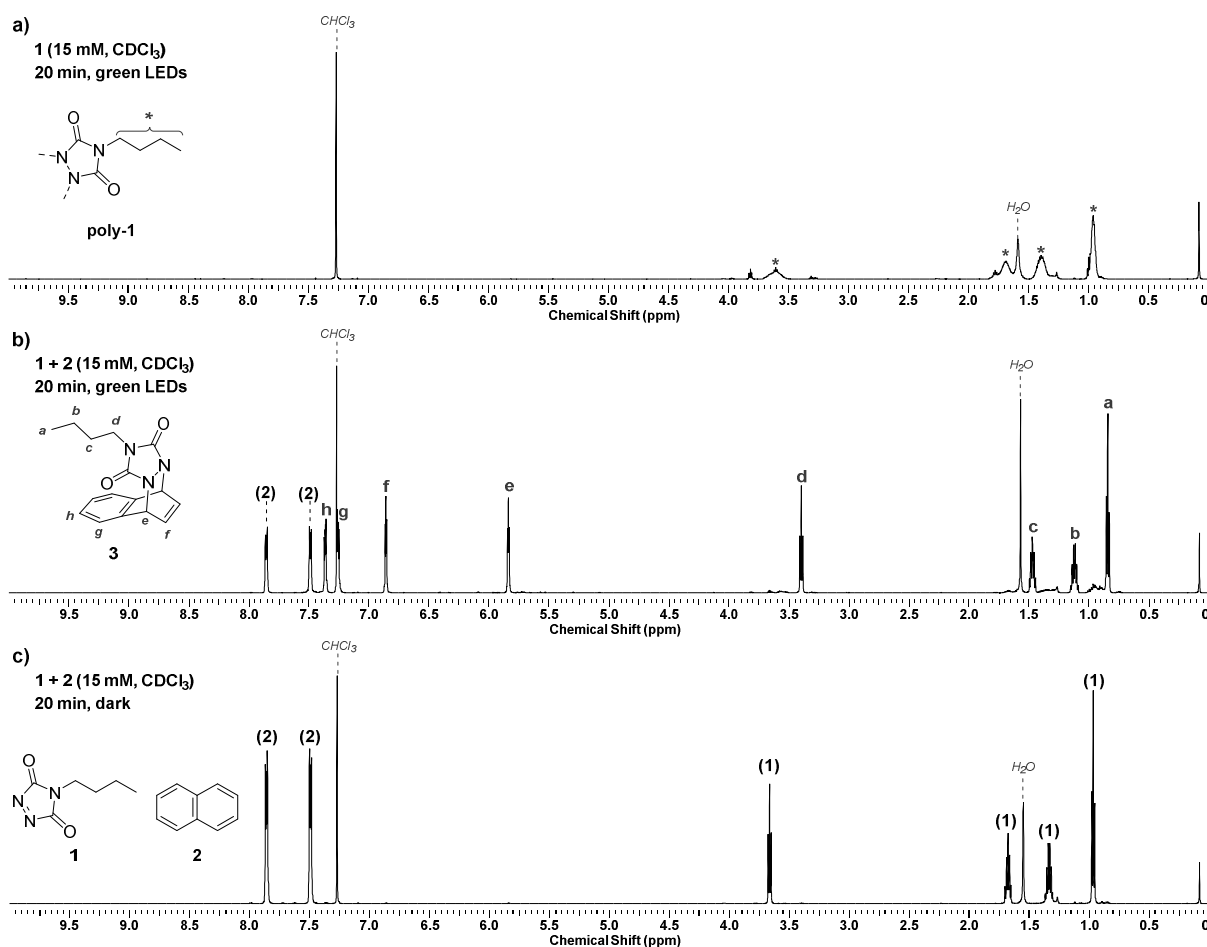 a)
1 (15 mM, CDCl3)
20 min, green LEDs
O
*
N
N
N
O
poly-1
CHCl3
*
*
H2O
*
*
9.5 9.0 8.5 8.0 7.5 7.0 6.5 6.0 5.5 5.0 4.5 4.0 3.5 3.0 2.5 2.0 1.5 1.0 0.5 0
Chemical Shift (ppm)
b)
1 + 2 (15 mM, CDCl3)
20 min, green LEDs
a
b
c
d
O
N
N
O
N
h
g
e
f
3
(2)
(2)
h
CHCl3
g
f
e
d
H2O
c
b
a
9.5 9.0 8.5 8.0 7.5 7.0 6.5 6.0 5.5 5.0 4.5 4.0 3.5 3.0 2.5 2.0 1.5 1.0 0.5 0
Chemical Shift (ppm)
c)
1 + 2 (15 mM, CDCl3)
20 min, dark
O
N
N
N
O
1
2
(2)
(2)
CHCl3
(1)
(1)
H2O
(1)
(1)
9.5 9.0 8.5 8.0 7.5 7.0 6.5 6.0 5.5 5.0 4.5 4.0 3.5 3.0 2.5 2.0 1.5 1.0 0.5 0
Chemical Shift (ppm)